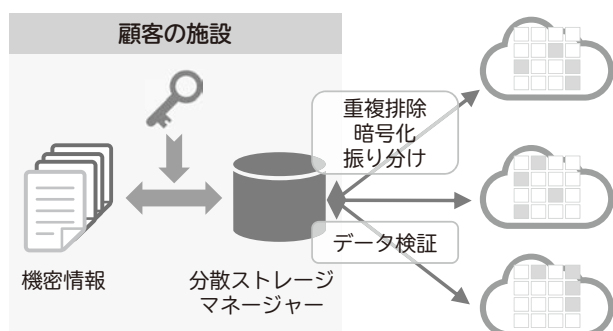 顧客の施設
重複排除
暗号化
振り分け
データ検証
機密情報
分散ストレージ
マネージャー